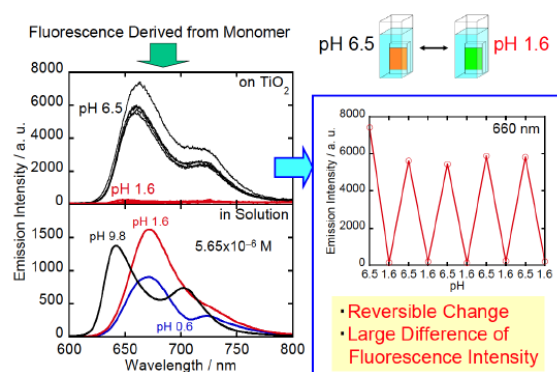 Fluorescence Derived from Monomer
pH 6.5
pH 1.6
8000
6000
4000
2000
0
on TiO2
pH 6.5
pH 1.6
Emission Intensity / a. u.
1500
1000
500
0
in Solution
pH 1.6
pH 9.8
5.65x10⁻⁶ M
pH 0.6
600 650 700 750 800
Wavelength / nm
Emission Intensity / a. u.
8000
6000
4000
2000
0
660 nm
6.5 1.6 6.5 1.6 6.5 1.6 6.5 1.6 6.5 1.6
pH
・Reversible Change
・Large Difference of
Fluorescence Intensity